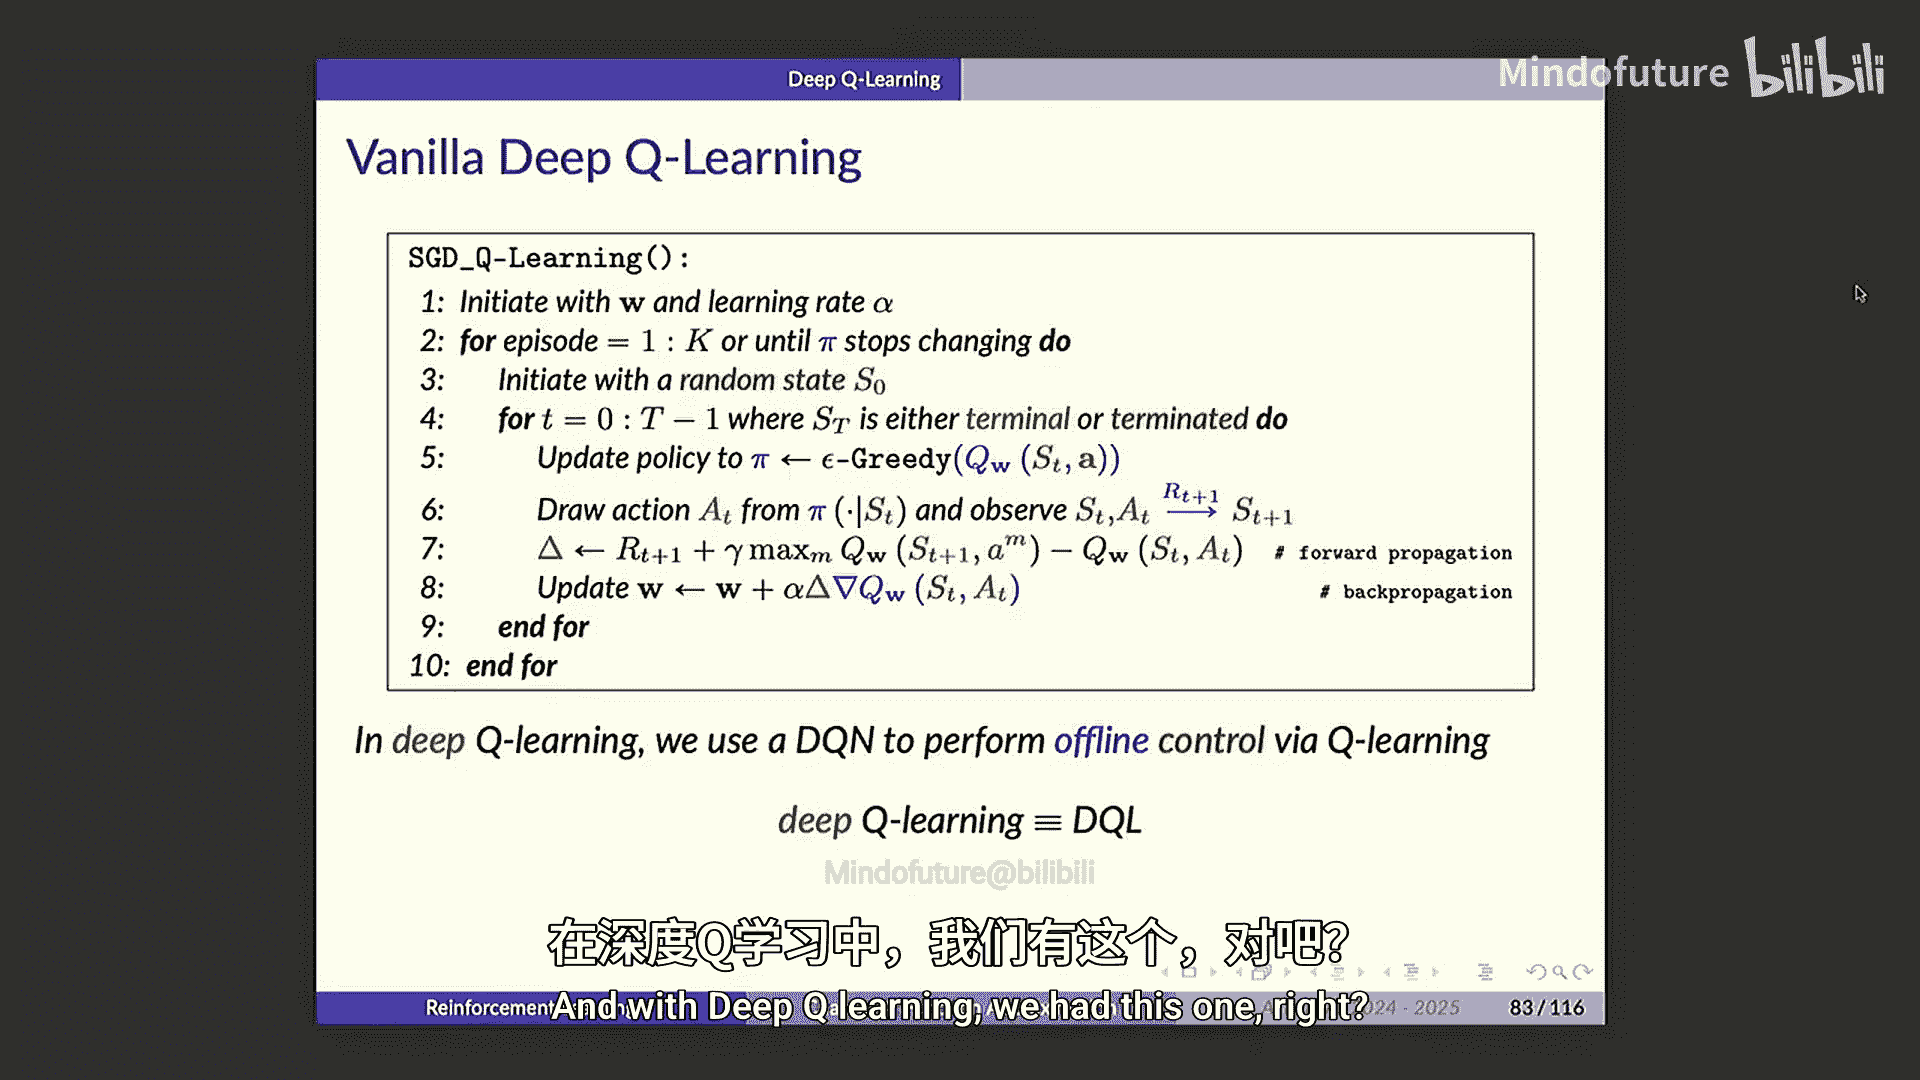 Deep Q-Learning
Mindofuture bilibili
Vanilla Deep Q-Learning
SGD_Q-Learning():
1: Initiate with w and learning rate α
2: for episode = 1 : K or until π stops changing do
3: Initiate with a random state S₀
4: for t = 0 : T − 1 where S_T is either terminal or terminated do
5: Update policy to π ← ϵ-Greedy(Q_w (S_t, a))
6: Draw action A_t from π (·|S_t) and observe S_t, A_t \xrightarrow{R_{t+1}} S_{t+1}
7: Δ ← R_{t+1} + γ max_m Q_w (S_{t+1}, a^m) − Q_w (S_t, A_t) # forward propagation
8: Update w ← w + αΔ∇Q_w (S_t, A_t) # backpropagation
9: end for
10: end for
In deep Q-learning, we use a DQN to perform offline control via Q-learning
deep Q-learning ≡ DQL
Mindofuture@bilibili
在深度Q学习中，我们有这个，对吧？
And with Deep Q learning, we had this one, right?
Reinforcement 2024 - 2025 83 / 116